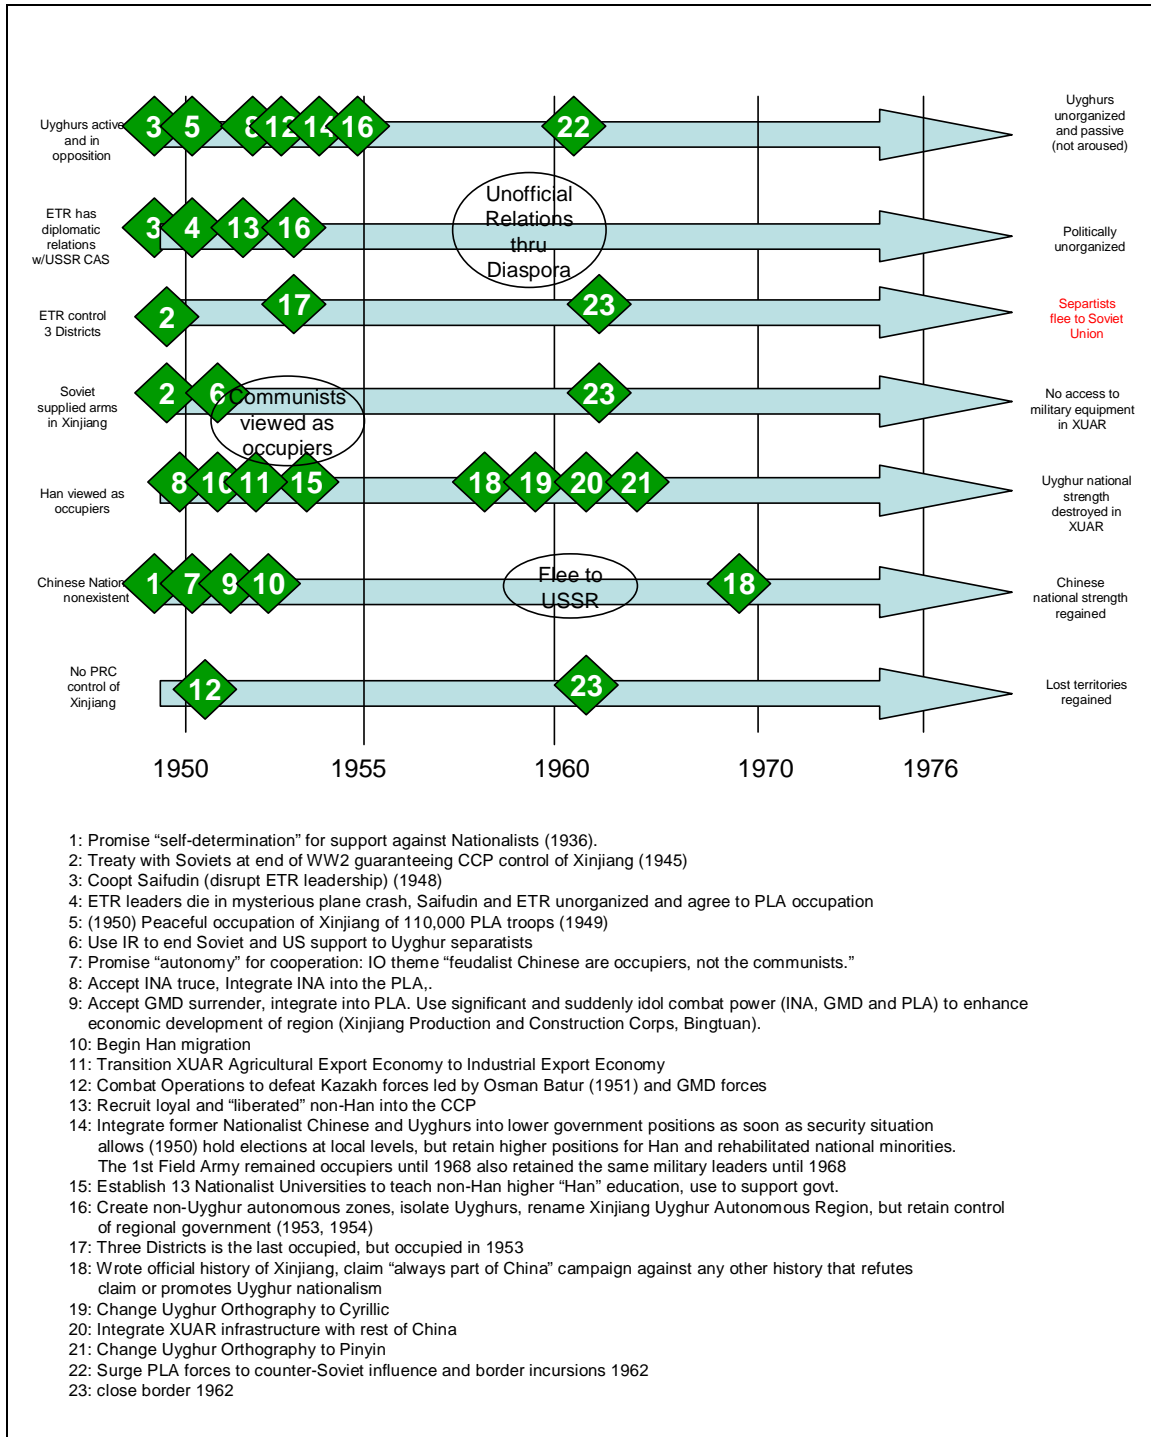 Uyghurs active
and in
opposition
3 5 8 12 14 16 22
Uyghurs
unorganized
and passive
(not aroused)
ETR has
diplomatic
relations
w/USSR CAS
3 4 13 16
Unofficial
Relations
thru
Diaspora
Politically
unorganized
ETR control
3 Districts
2 17 23
Separtists
flee to Soviet
Union
Soviet
supplied arms
in Xinjiang
2 6 23
Communists
viewed as
occupiers
No access to
military equipment
in XUAR
Han viewed as
occupiers
8 10 11 15 18 19 20 21
Uyghur national
strength
destroyed in
XUAR
Chinese Nation
nonexistent
1 7 9 10 18
Flee to
USSR
Chinese
national strength
regained
No PRC
control of
Xinjiang
12 23
Lost territories
regained
1950 1955 1960 1970 1976
1: Promise “self-determination” for support against Nationalists (1936).
2: Treaty with Soviets at end of WW2 guaranteeing CCP control of Xinjiang (1945)
3: Coopt Saifudin (disrupt ETR leadership) (1948)
4: ETR leaders die in mysterious plane crash, Saifudin and ETR unorganized and agree to PLA occupation
5: (1950) Peaceful occupation of Xinjiang of 110,000 PLA troops (1949)
6: Use IR to end Soviet and US support to Uyghur separatists
7: Promise “autonomy” for cooperation: IO theme “feudalist Chinese are occupiers, not the communists.”
8: Accept INA truce, Integrate INA into the PLA,.
9: Accept GMD surrender, integrate into PLA. Use significant and suddenly idol combat power (INA, GMD and PLA) to enhance
economic development of region (Xinjiang Production and Construction Corps, Bingtuan).
10: Begin Han migration
11: Transition XUAR Agricultural Export Economy to Industrial Export Economy
12: Combat Operations to defeat Kazakh forces led by Osman Batur (1951) and GMD forces
13: Recruit loyal and “liberated” non-Han into the CCP
14: Integrate former Nationalist Chinese and Uyghurs into lower government positions as soon as security situation
allows (1950) hold elections at local levels, but retain higher positions for Han and rehabilitated national minorities.
The 1st Field Army remained occupiers until 1968 also retained the same military leaders until 1968
15: Establish 13 Nationalist Universities to teach non-Han higher “Han” education, use to support govt.
16: Create non-Uyghur autonomous zones, isolate Uyghurs, rename Xinjiang Uyghur Autonomous Region, but retain control
of regional government (1953, 1954)
17: Three Districts is the last occupied, but occupied in 1953
18: Wrote official history of Xinjiang, claim “always part of China” campaign against any other history that refutes
claim or promotes Uyghur nationalism
19: Change Uyghur Orthography to Cyrillic
20: Integrate XUAR infrastructure with rest of China
21: Change Uyghur Orthography to Pinyin
22: Surge PLA forces to counter-Soviet influence and border incursions 1962
23: close border 1962